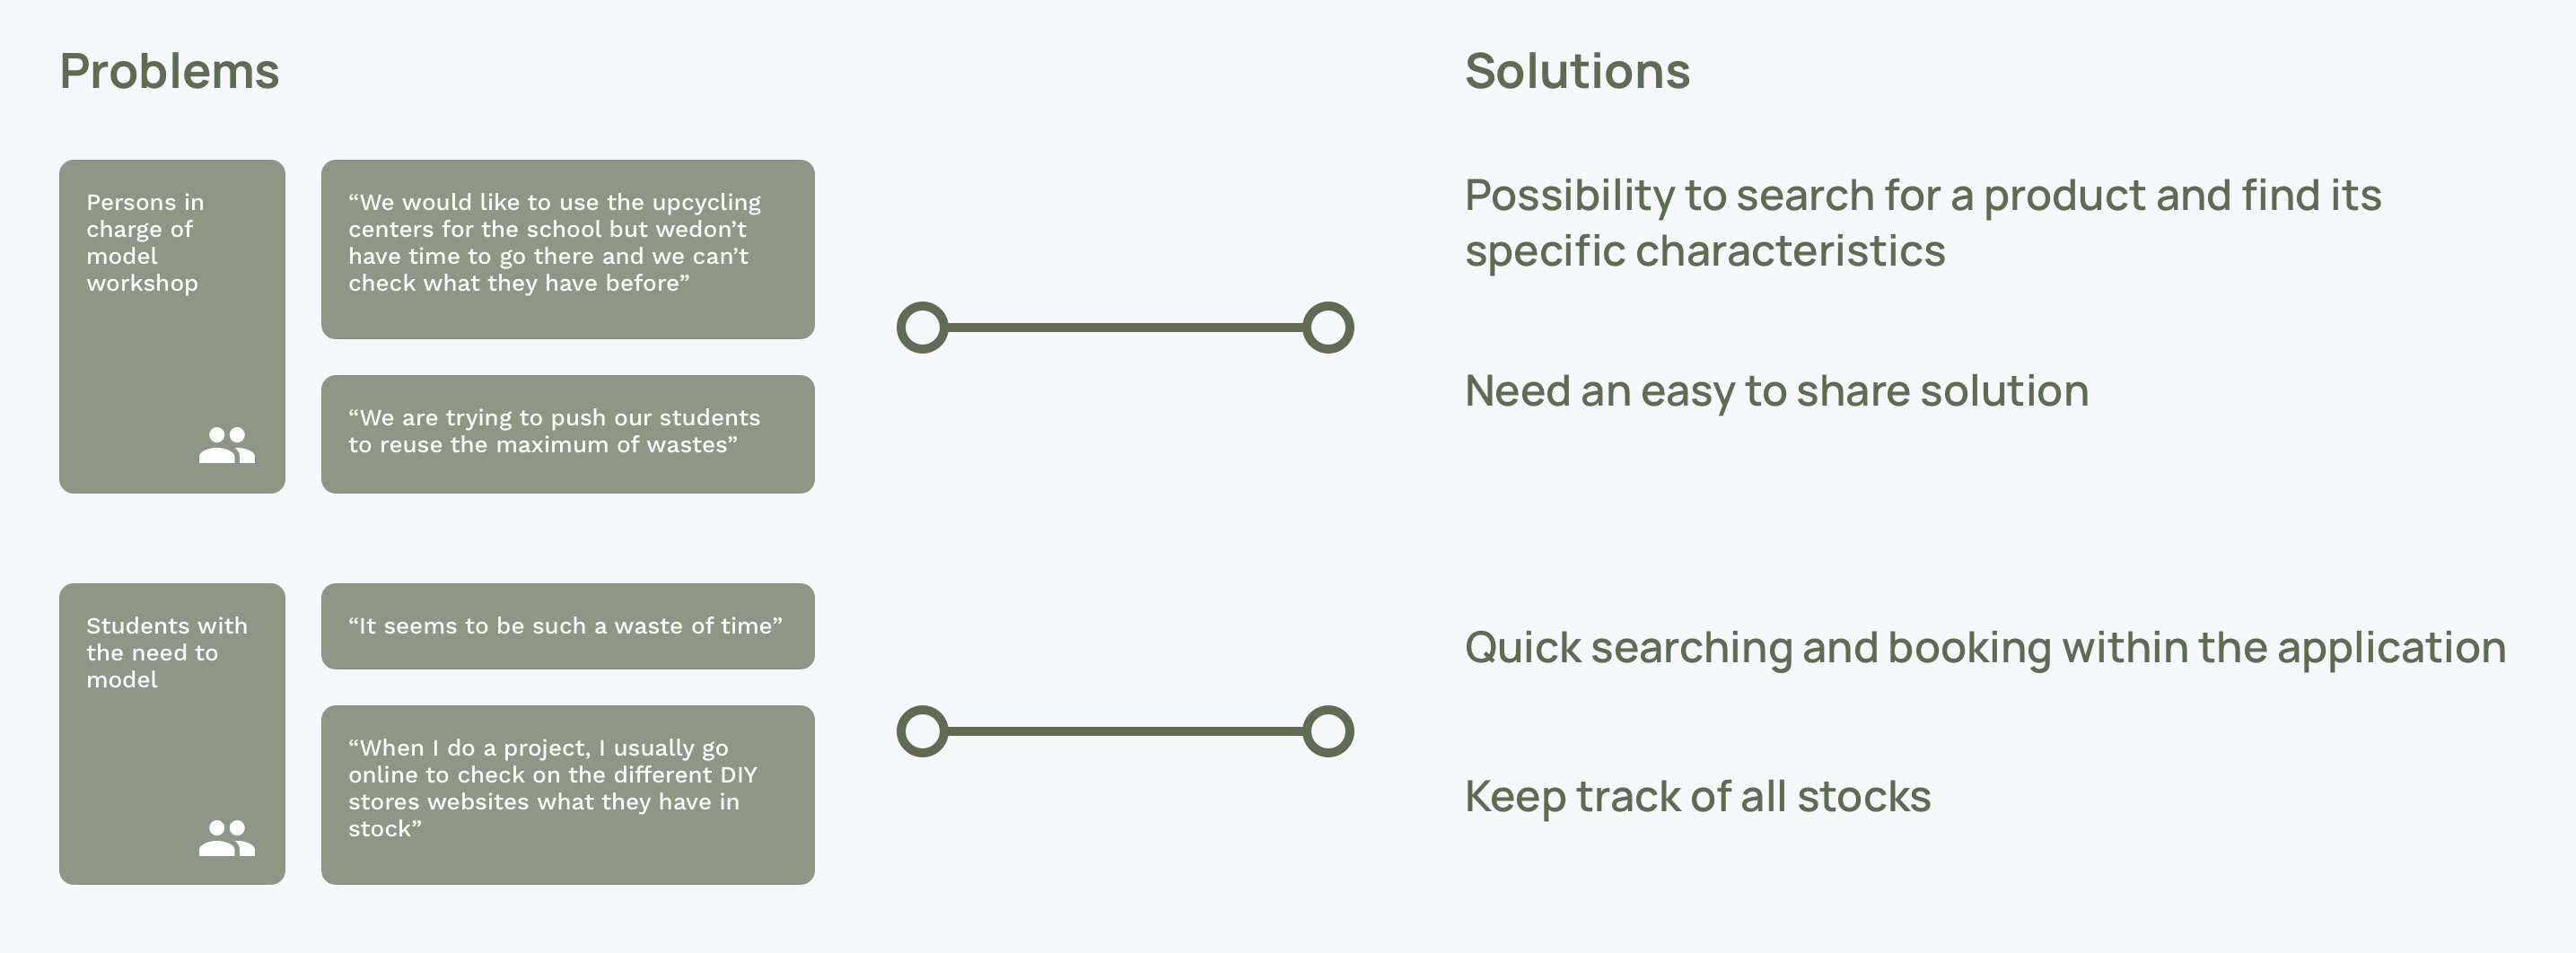 Problems
Solutions
Persons in
charge of
model
workshop
“We would like to use the upcycling
centers for the school but wedon’t
have time to go there and we can’t
check what they have before”
“We are trying to push our students
to reuse the maximum of wastes”
Possibility to search for a product and find its
specific characteristics
Need an easy to share solution
Students with
the need to
model
“It seems to be such a waste of time”
“When I do a project, I usually go
online to check on the different DIY
stores websites what they have in
stock”
Quick searching and booking within the application
Keep track of all stocks